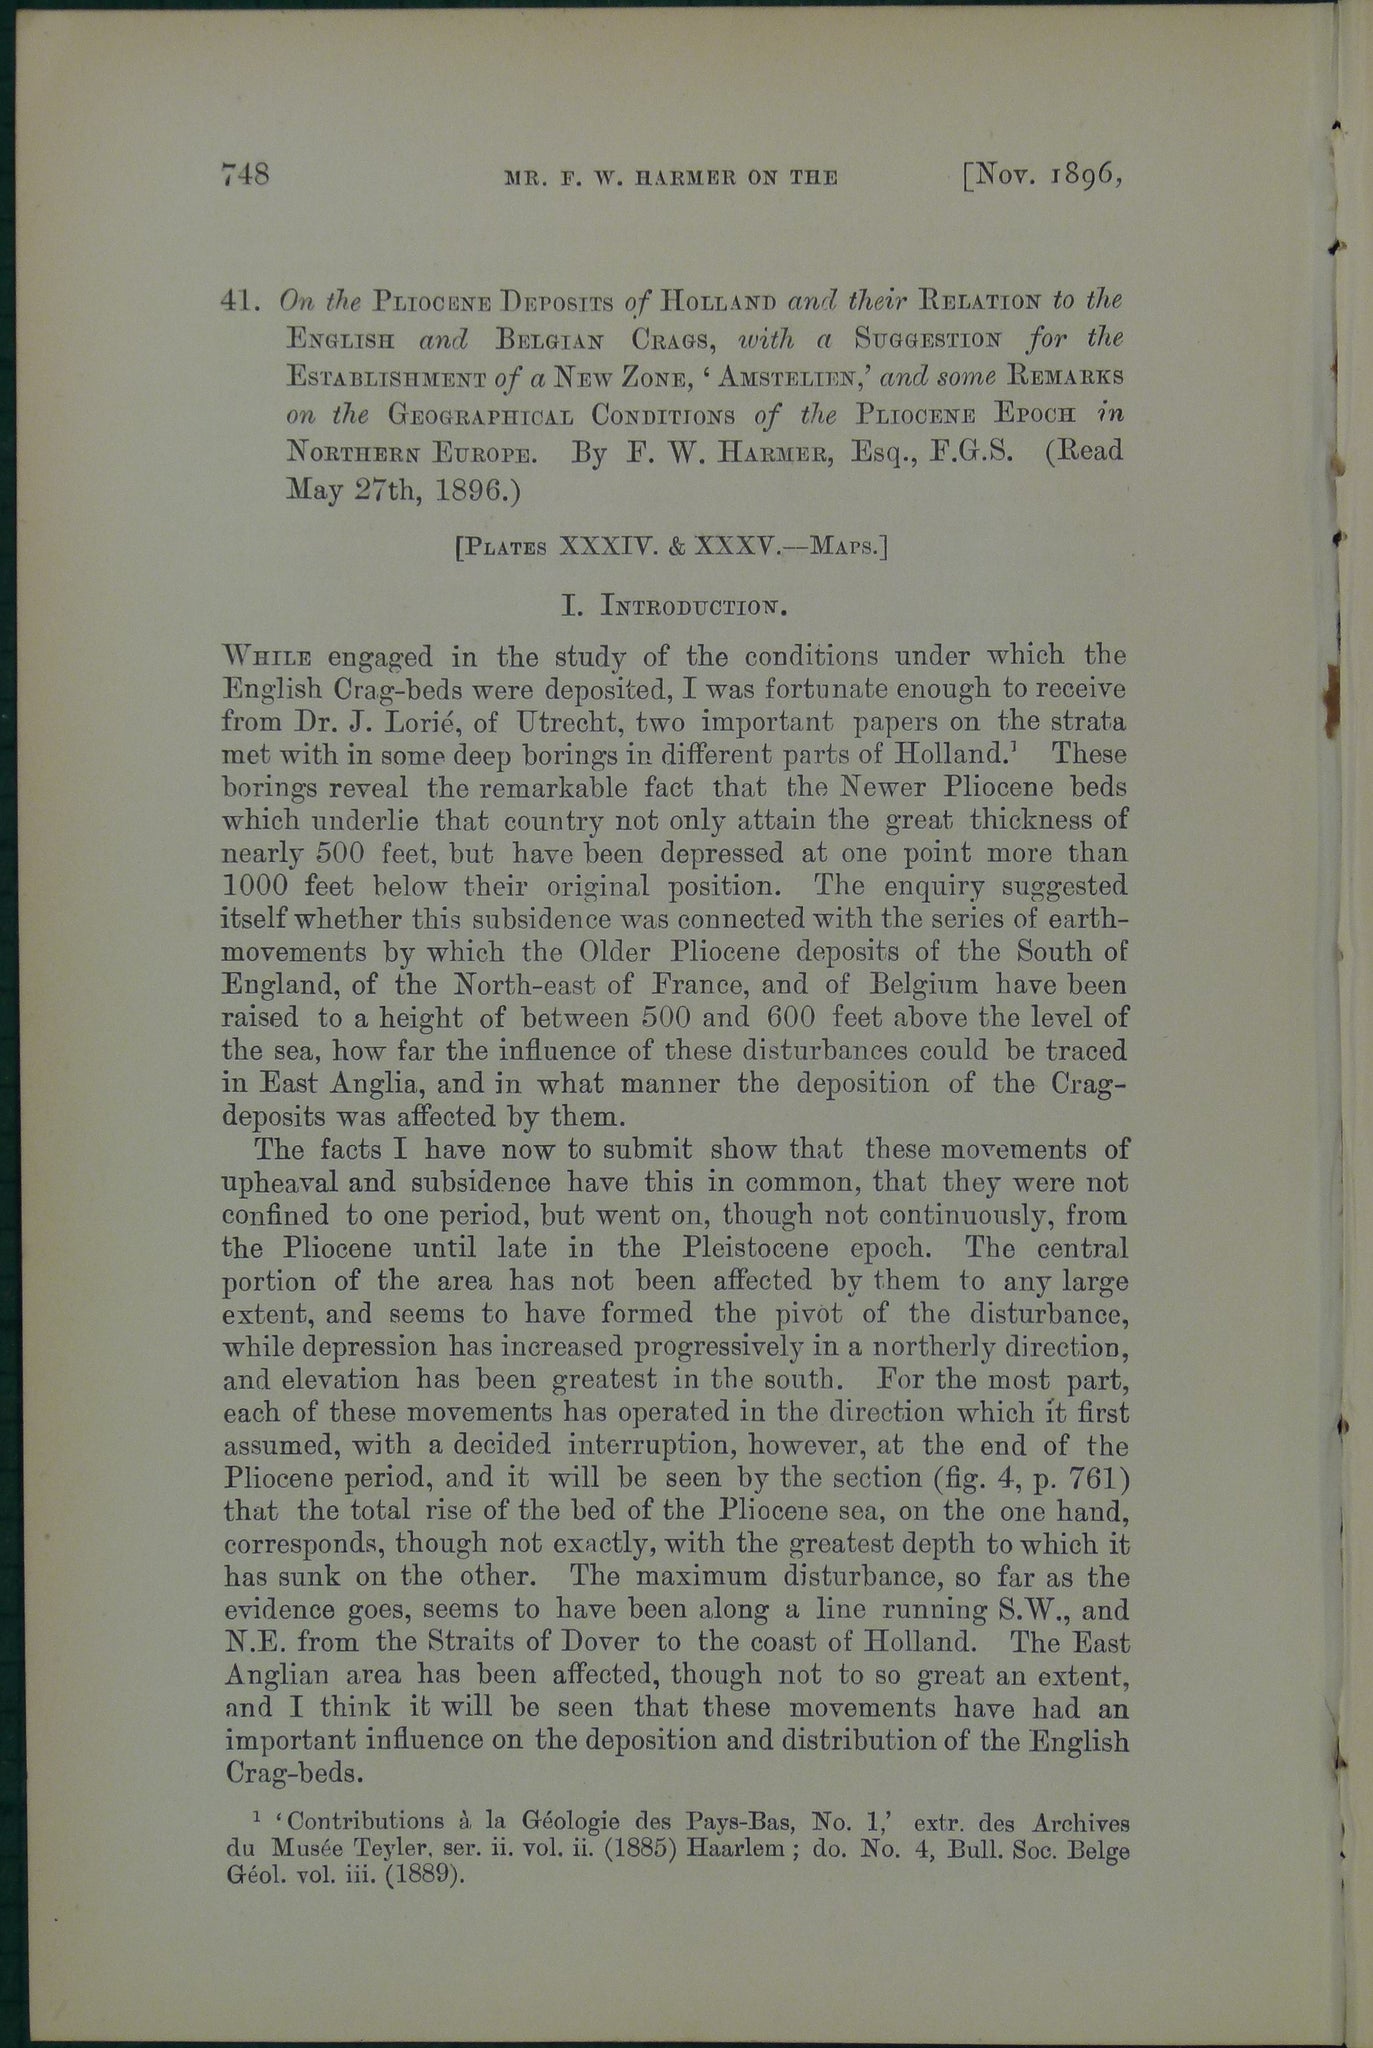 748 MR. F. W. HARMER ON THE [Nov. 1896,
41. On the PLIOCENE DEPOSITS of HOLLAND and their RELATION to the
ENGLISH and BELGIAN CRAGS, with a SUGGESTION for the
ESTABLISHMENT of a NEW ZONE, ‘ AMSTELIEN,’ and some REMARKS
on the GEOGRAPHICAL CONDITIONS of the PLIOCENE EPOCH in
NORTHERN EUROPE. By F. W. HARMER, Esq., F.G.S. (Read
May 27th, 1896.)
[PLATES XXXIV. & XXXV.—MAPS.]
I. INTRODUCTION.
WHILE engaged in the study of the conditions under which the
English Crag-beds were deposited, I was fortunate enough to receive
from Dr. J. Lorié, of Utrecht, two important papers on the strata
met with in some deep borings in different parts of Holland.¹ These
borings reveal the remarkable fact that the Newer Pliocene beds
which underlie that country not only attain the great thickness of
nearly 500 feet, but have been depressed at one point more than
1000 feet below their original position. The enquiry suggested
itself whether this subsidence was connected with the series of earth-
movements by which the Older Pliocene deposits of the South of
England, of the North-east of France, and of Belgium have been
raised to a height of between 500 and 600 feet above the level of
the sea, how far the influence of these disturbances could be traced
in East Anglia, and in what manner the deposition of the Crag-
deposits was affected by them.
The facts I have now to submit show that these movements of
upheaval and subsidence have this in common, that they were not
confined to one period, but went on, though not continuously, from
the Pliocene until late in the Pleistocene epoch. The central
portion of the area has not been affected by them to any large
extent, and seems to have formed the pivot of the disturbance,
while depression has increased progressively in a northerly direction,
and elevation has been greatest in the south. For the most part,
each of these movements has operated in the direction which it first
assumed, with a decided interruption, however, at the end of the
Pliocene period, and it will be seen by the section (fig. 4, p. 761)
that the total rise of the bed of the Pliocene sea, on the one hand,
corresponds, though not exactly, with the greatest depth to which it
has sunk on the other. The maximum disturbance, so far as the
evidence goes, seems to have been along a line running S.W., and
N.E. from the Straits of Dover to the coast of Holland. The East
Anglian area has been affected, though not to so great an extent,
and I think it will be seen that these movements have had an
important influence on the deposition and distribution of the English
Crag-beds.
¹ ‘Contributions à la Géologie des Pays-Bas, No. 1,’ extr. des Archives
du Musée Teyler, ser. ii. vol. ii. (1885) Haarlem ; do. No. 4, Bull. Soc. Belge
Géol. vol. iii. (1889).